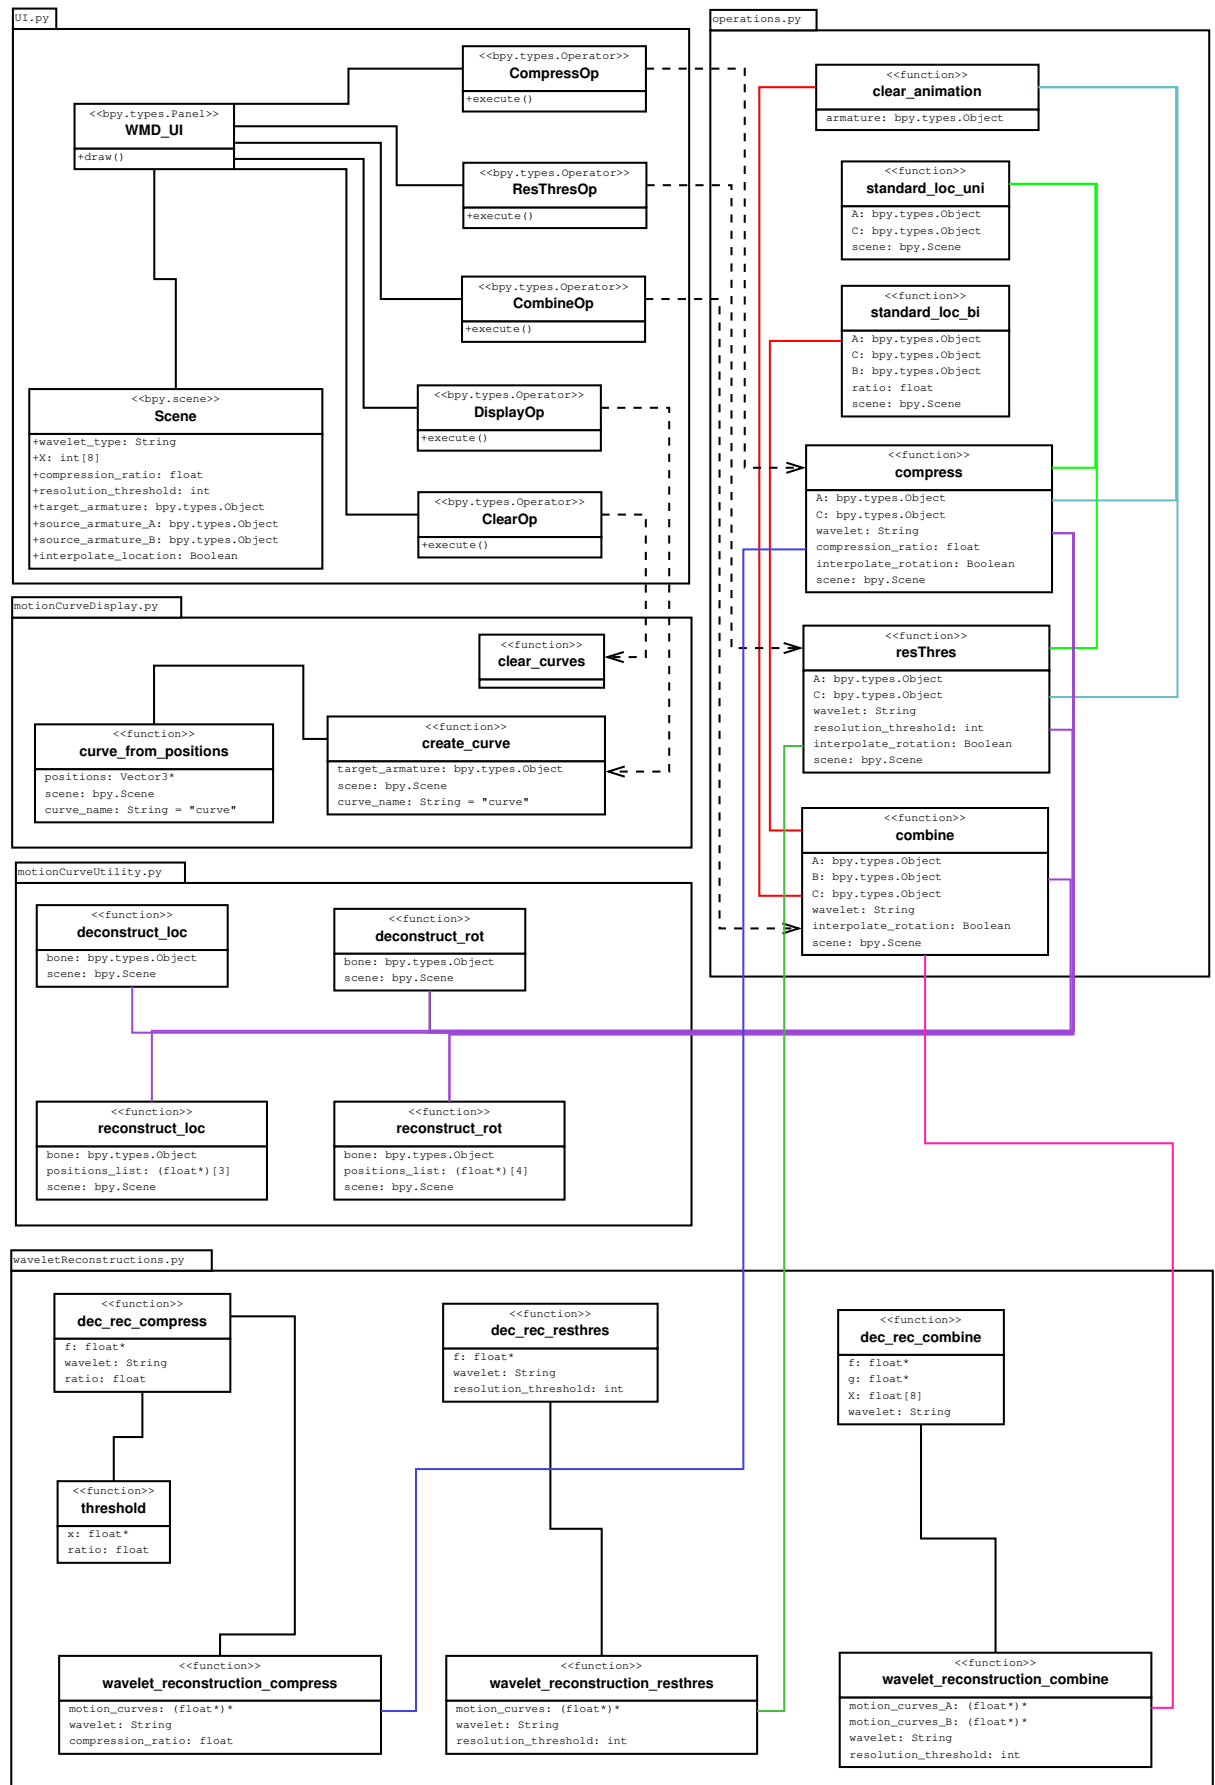 UI.py
<<bpy.types.Panel>>
WMD_UI
+draw()
<<bpy.types.Operator>>
CompressOp
+execute()
<<bpy.types.Operator>>
ResThresOp
+execute()
<<bpy.types.Operator>>
CombineOp
+execute()
<<bpy.types.Operator>>
DisplayOp
+execute()
<<bpy.types.Operator>>
ClearOp
+execute()
<<bpy.scene>>
Scene
+wavelet_type: String
+X: int[8]
+compression_ratio: float
+resolution_threshold: int
+target_armature: bpy.types.Object
+source_armature_A: bpy.types.Object
+source_armature_B: bpy.types.Object
+interpolate_location: Boolean
operations.py
<<function>>
clear_animation
armature: bpy.types.Object
<<function>>
standard_loc_uni
A: bpy.types.Object
C: bpy.types.Object
scene: bpy.Scene
<<function>>
standard_loc_bi
A: bpy.types.Object
C: bpy.types.Object
B: bpy.types.Object
ratio: float
scene: bpy.Scene
<<function>>
compress
A: bpy.types.Object
C: bpy.types.Object
wavelet: String
compression_ratio: float
interpolate_rotation: Boolean
scene: bpy.Scene
<<function>>
resThres
A: bpy.types.Object
C: bpy.types.Object
wavelet: String
resolution_threshold: int
interpolate_rotation: Boolean
scene: bpy.Scene
<<function>>
combine
A: bpy.types.Object
B: bpy.types.Object
C: bpy.types.Object
wavelet: String
interpolate_rotation: Boolean
scene: bpy.Scene
motionCurveDisplay.py
<<function>>
clear_curves
<<function>>
curve_from_positions
positions: Vector3*
scene: bpy.Scene
curve_name: String = "curve"
<<function>>
create_curve
target_armature: bpy.types.Object
scene: bpy.Scene
curve_name: String = "curve"
motionCurveUtility.py
<<function>>
deconstruct_loc
bone: bpy.types.Object
scene: bpy.Scene
<<function>>
deconstruct_rot
bone: bpy.types.Object
scene: bpy.Scene
<<function>>
reconstruct_loc
bone: bpy.types.Object
positions_list: (float*)[3]
scene: bpy.Scene
<<function>>
reconstruct_rot
bone: bpy.types.Object
positions_list: (float*)[4]
scene: bpy.Scene
waveletReconstructions.py
<<function>>
dec_rec_compress
f: float*
wavelet: String
ratio: float
<<function>>
dec_rec_resthres
f: float*
wavelet: String
resolution_threshold: int
<<function>>
dec_rec_combine
f: float*
g: float*
X: float[8]
wavelet: String
<<function>>
threshold
x: float*
ratio: float
<<function>>
wavelet_reconstruction_compress
motion_curves: (float*)*
wavelet: String
compression_ratio: float
<<function>>
wavelet_reconstruction_resthres
motion_curves: (float*)*
wavelet: String
resolution_threshold: int
<<function>>
wavelet_reconstruction_combine
motion_curves_A: (float*)*
motion_curves_B: (float*)*
wavelet: String
resolution_threshold: int